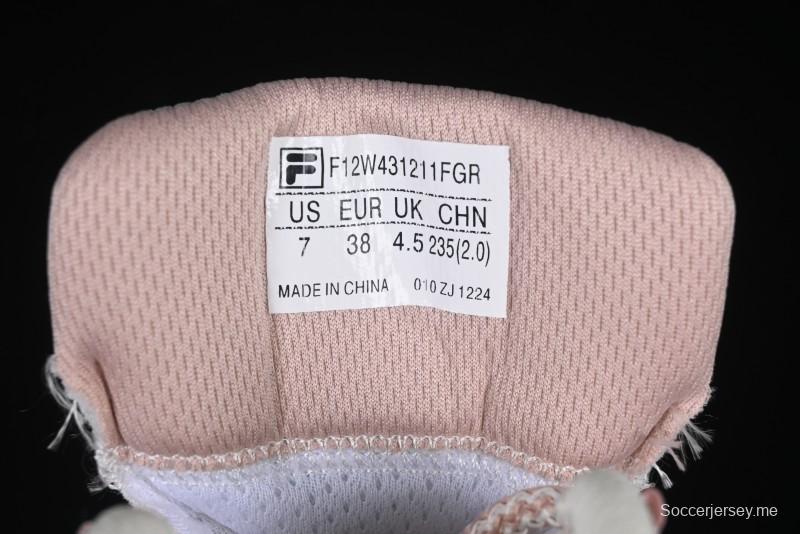 F F12W431211FGR
US EUR UK CHN
7 38 4.5 235(2.0)
MADE IN CHINA 010 ZJ 1224
Soccerjersey.me